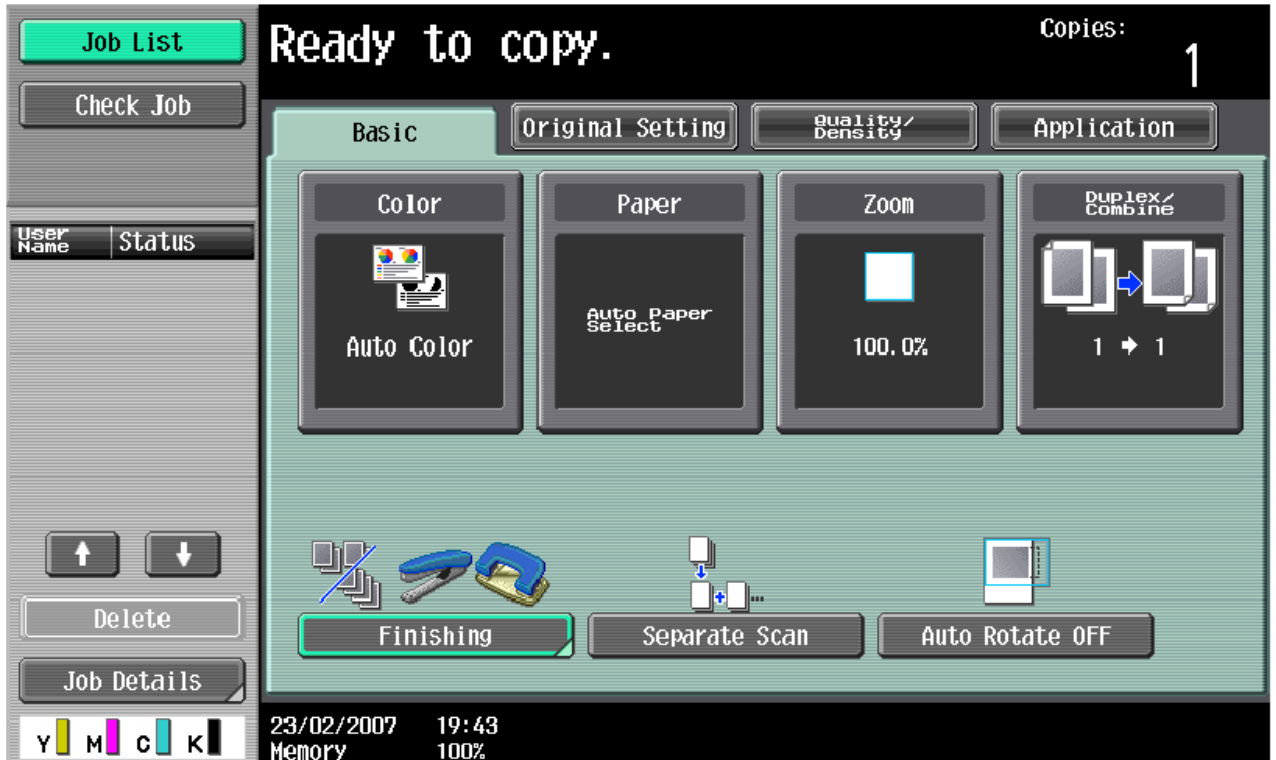 Job List
Check Job
User Name
Status
Delete
Job Details
Y M C K
Ready to copy.
Copies:
1
Basic
Original Setting
Quality/
Density
Application
Color
Auto Color
Paper
Auto Paper
Select
Zoom
100.0%
Duplex/
Combine
1 → 1
Finishing
Separate Scan
Auto Rotate OFF
23/02/2007 19:43
Memory 100%